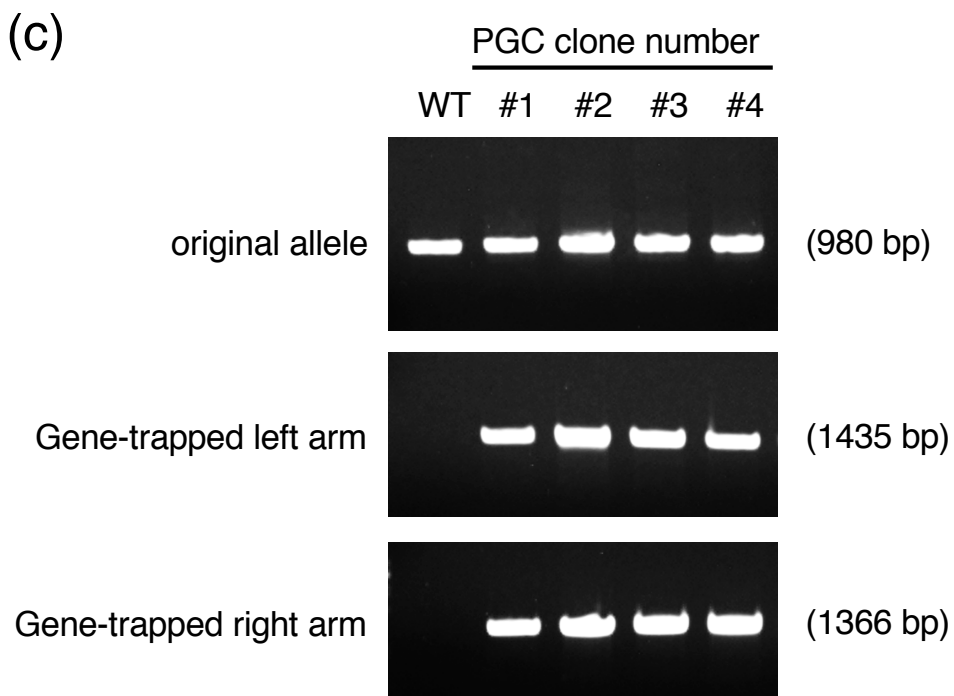 (c)
PGC clone number
WT #1 #2 #3 #4
original allele (980 bp)
Gene-trapped left arm (1435 bp)
Gene-trapped right arm (1366 bp)